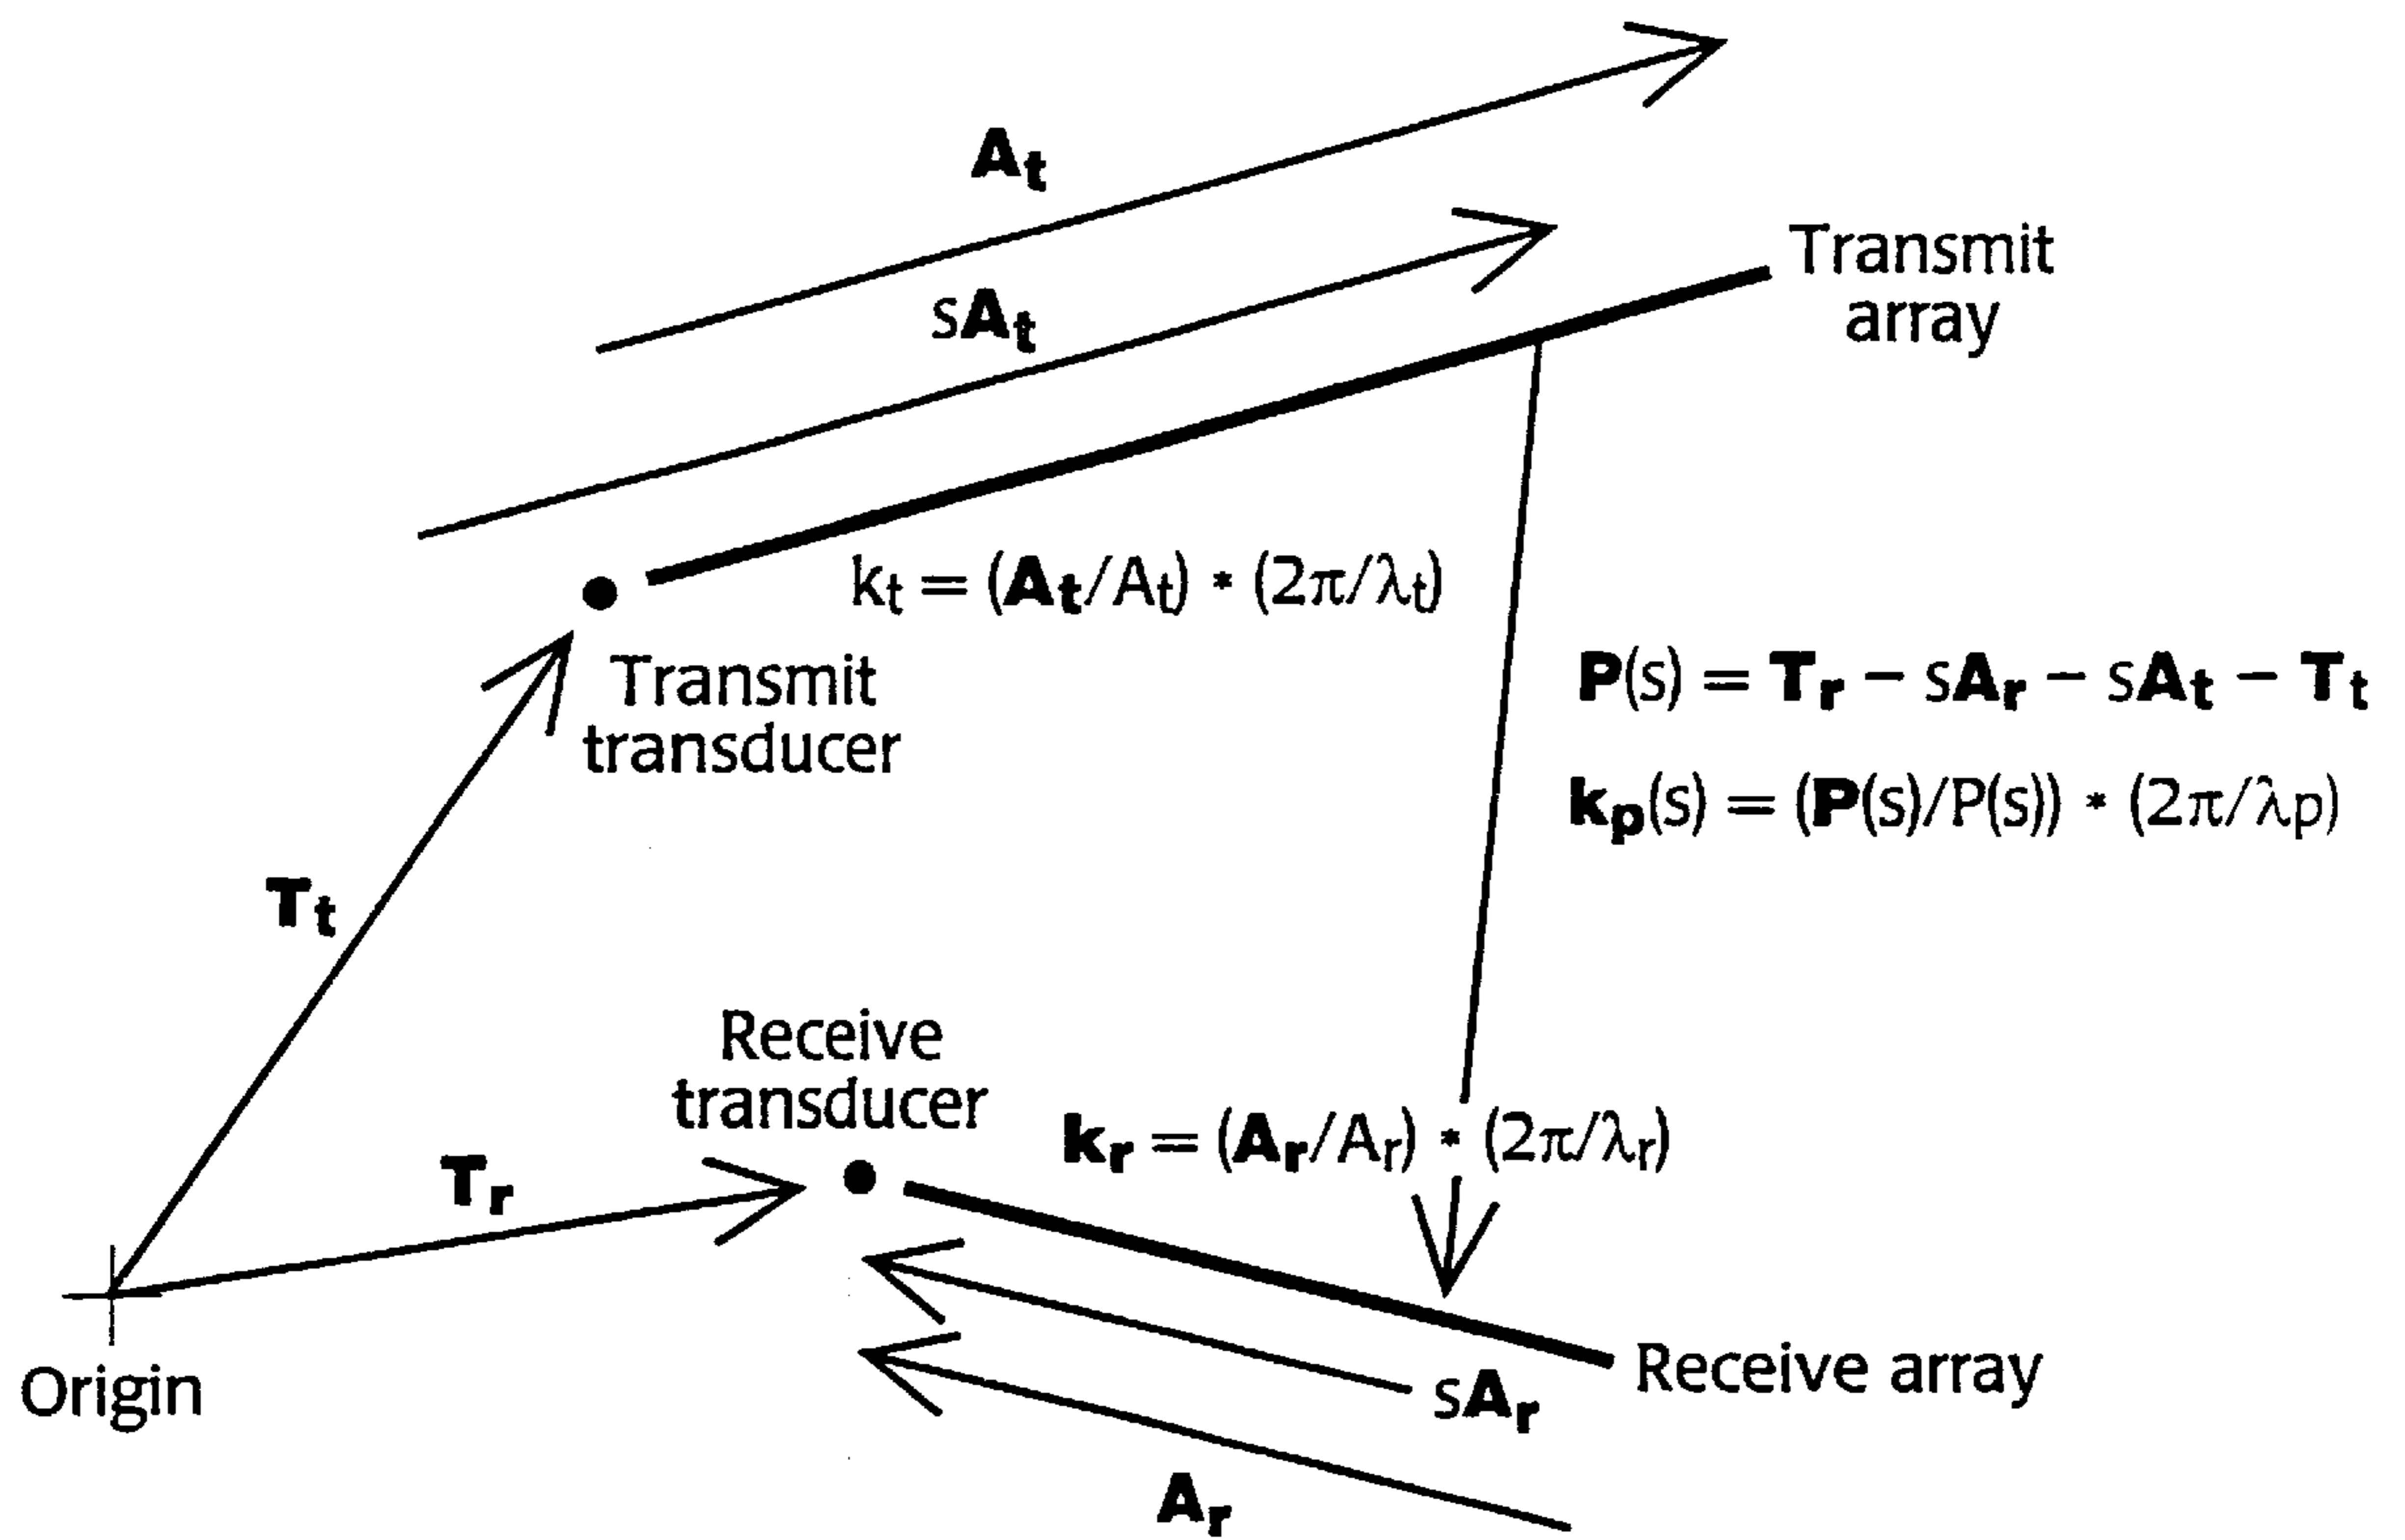 At
sAt
Transmit
array
kt = (At/At) * (2π/λt)
Transmit
transducer
P(s) = Tr − sAr − sAt − Tt
kp(s) = (P(s)/P(s)) * (2π/λp)
Tt
Receive
transducer
kr = (Ar/Ar) * (2π/λr)
Tr
Origin
Receive array
sAr
Ar